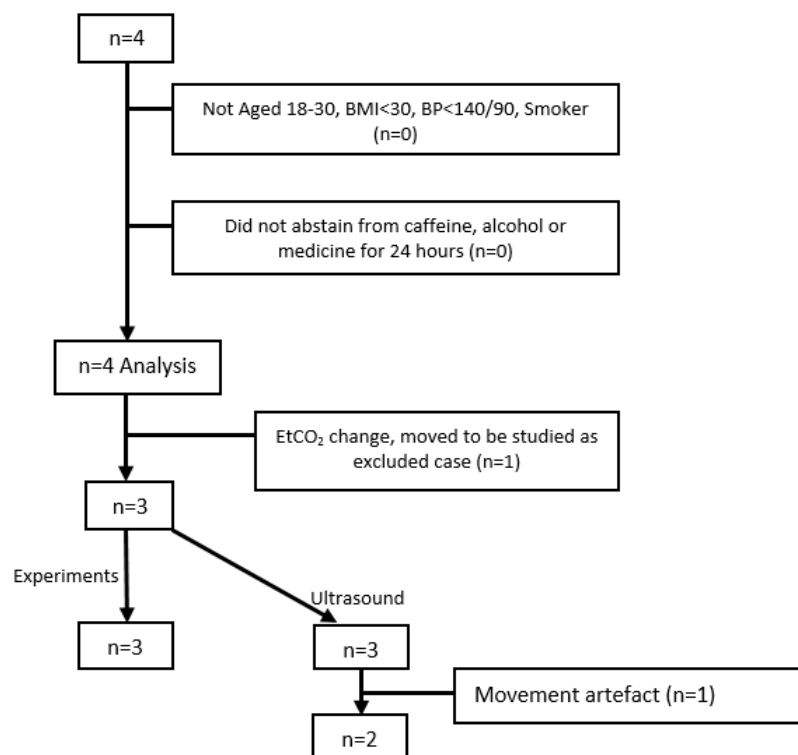 n=4
Not Aged 18-30, BMI<30, BP<140/90, Smoker
(n=0)
Did not abstain from caffeine, alcohol or
medicine for 24 hours (n=0)
n=4 Analysis
EtCO₂ change, moved to be studied as
excluded case (n=1)
n=3
Experiments
Ultrasound
n=3
n=3
Movement artefact (n=1)
n=2